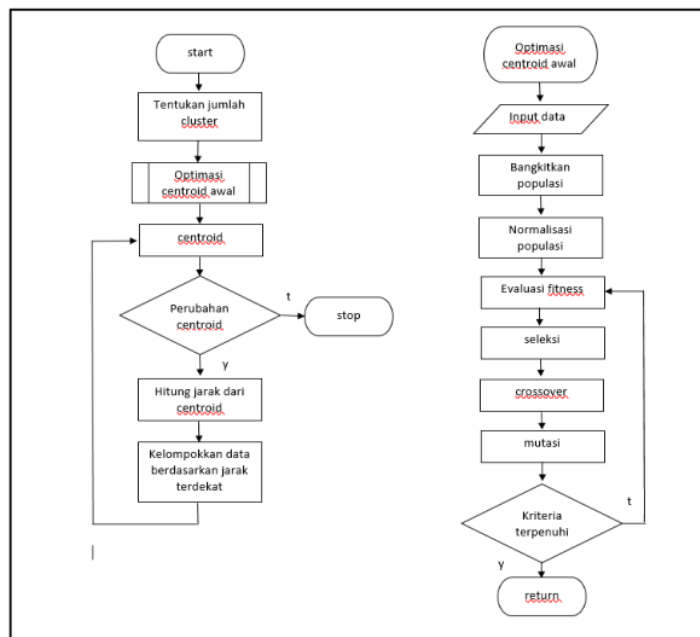 start
Tentukan jumlah
cluster
Optimasi
centroid awal
centroid
Perubahan
centroid
t
stop
y
Hitung jarak dari
centroid
Kelompokkan data
berdasarkan jarak
terdekat
Optimasi
centroid awal
Input data
Bangkitkan
populasi
Normalisasi
populasi
Evaluasi fitness
seleksi
crossover
mutasi
Kriteria
terpenuhi
t
y
return